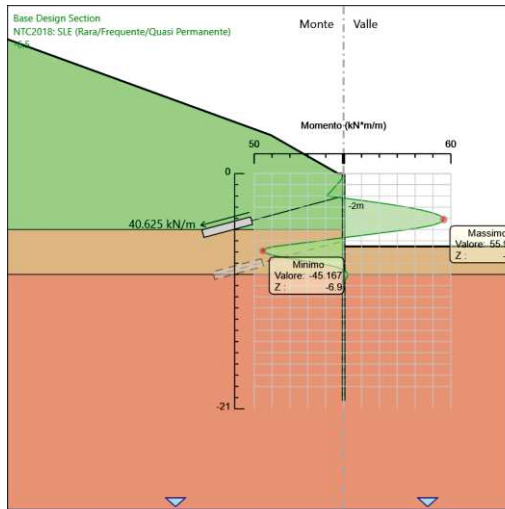 Base Design Section
NTC2018: SLE (Rara/Frequente/Quasi Permanente)
Monte Valle
Momento (kN*m/m)
50 60
0
-2m
40.625 kN/m
Massimo
Valore: 55.5
Z : -
Minimo
Valore: -45.167
Z : -6.9
-21